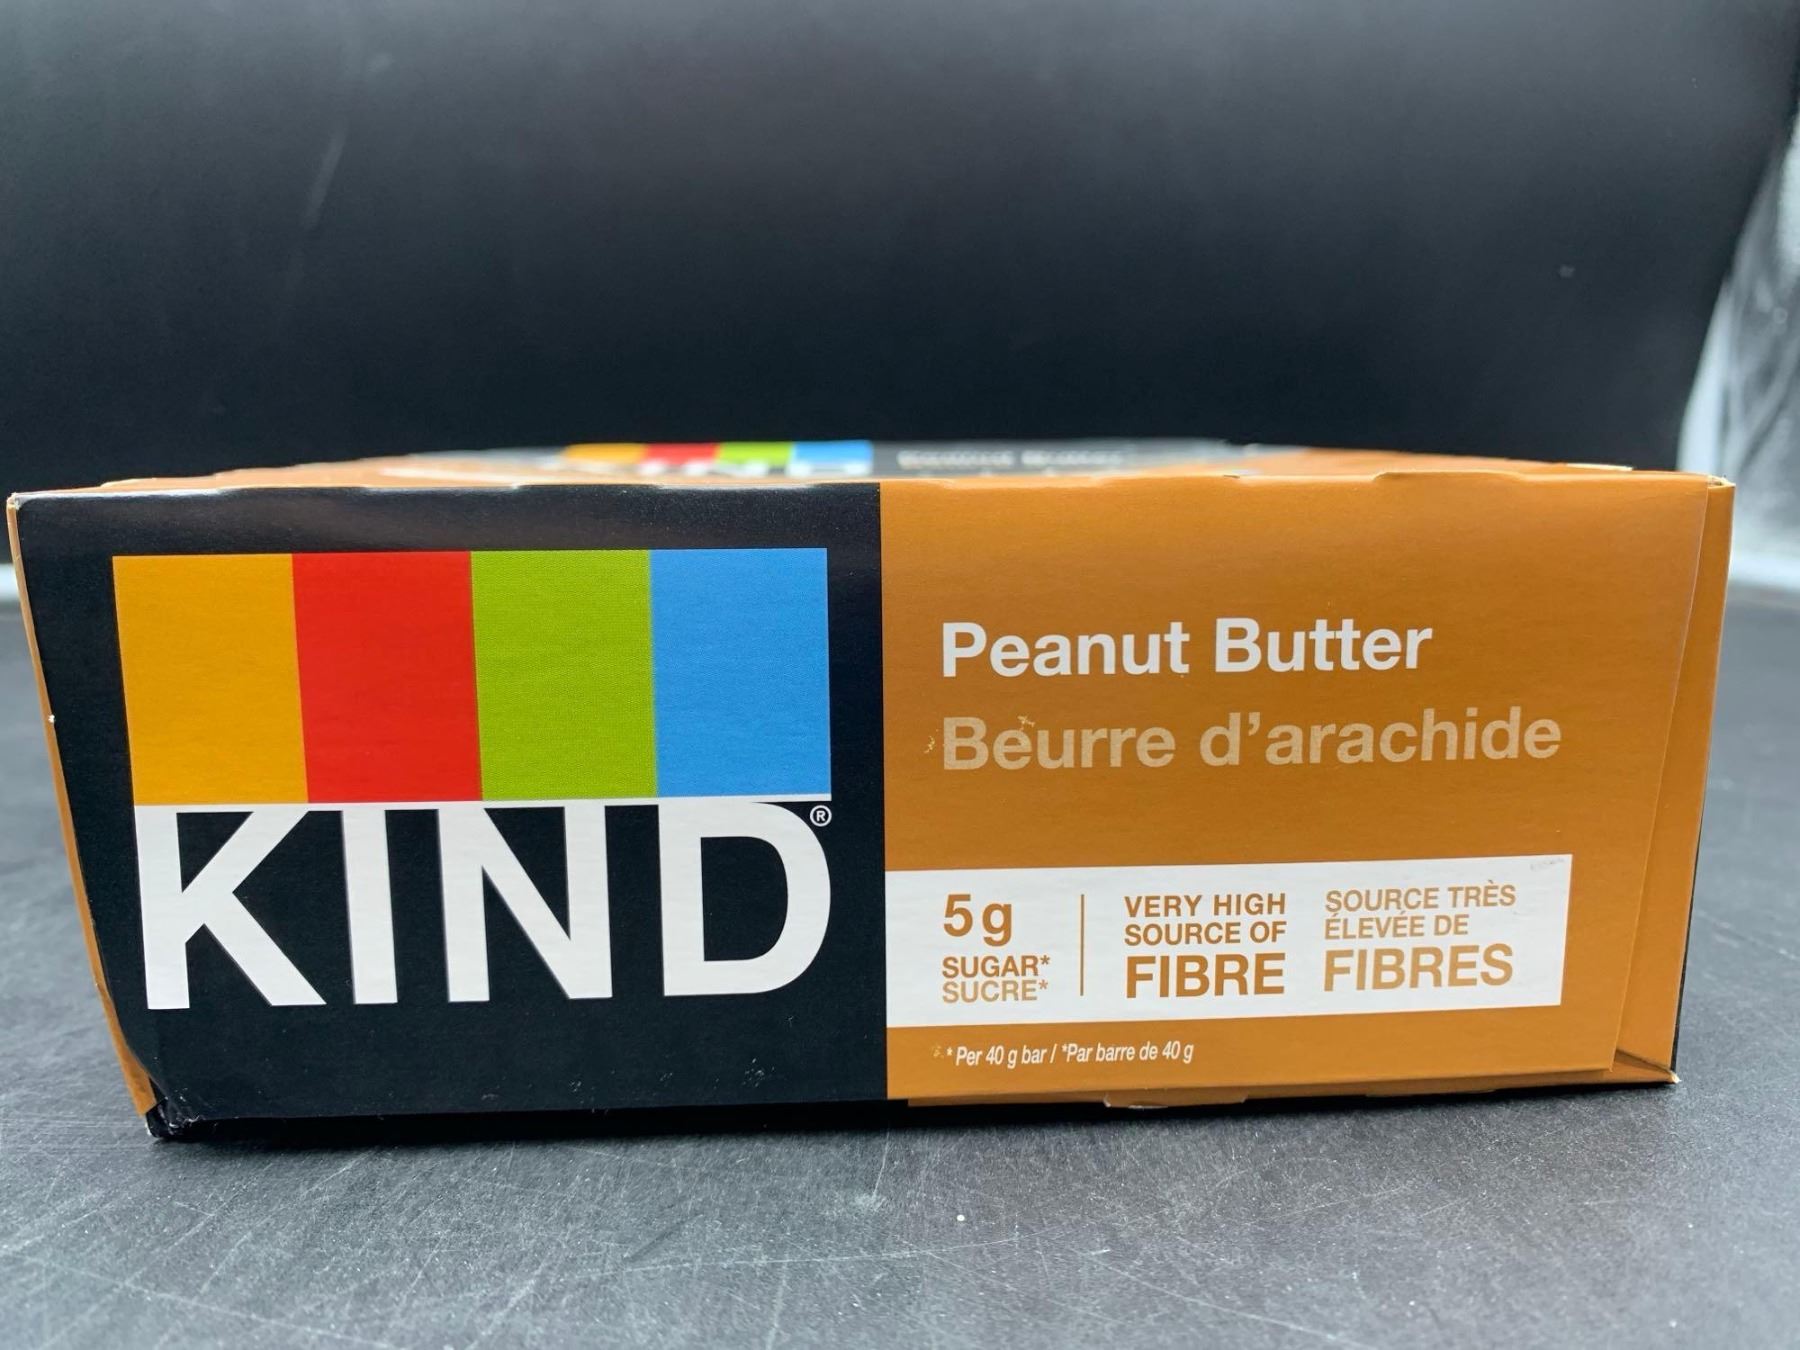 KIND®
Peanut Butter
Beurre d'arachide
5g
SUGAR*
SUCRE*
VERY HIGH
SOURCE OF
FIBRE
SOURCE TRÈS
ÉLEVÉE DE
FIBRES
* Per 40 g bar / *Par barre de 40 g